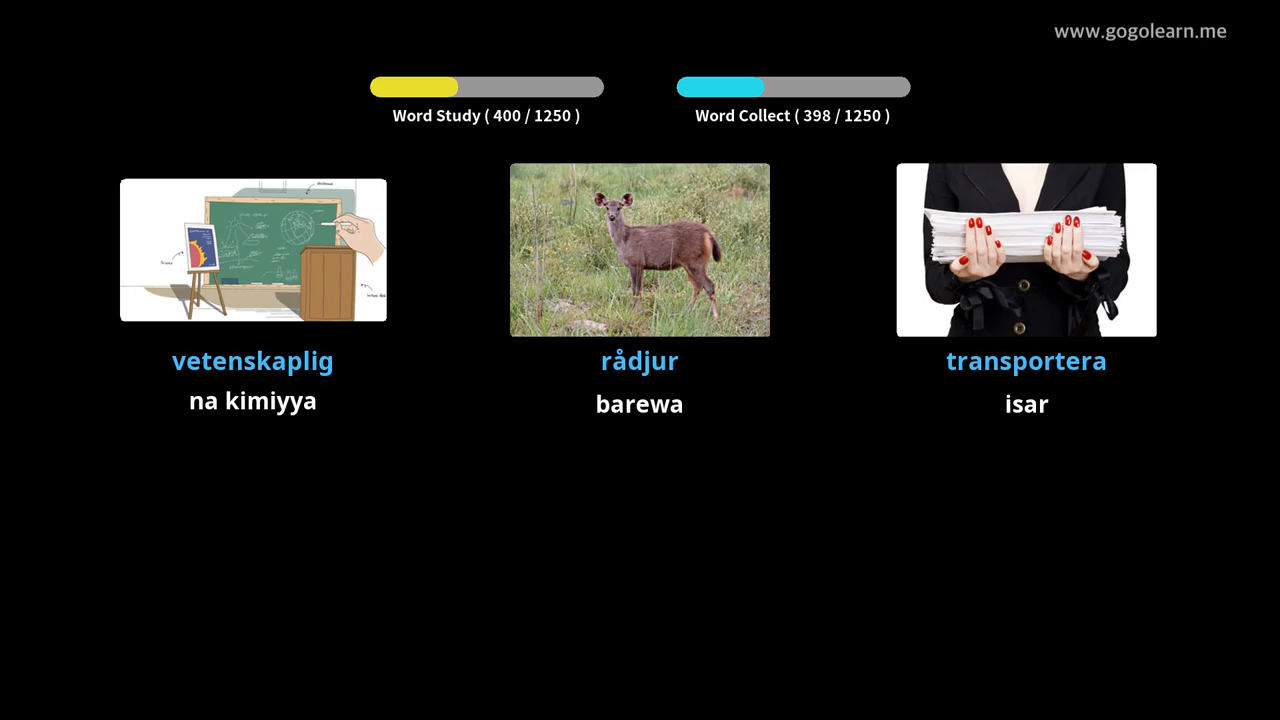 www.gogolearn.me
Word Study ( 400 / 1250 )
Word Collect ( 398 / 1250 )
vetenskaplig
rådjur
transportera
na kimiyya
barewa
isar